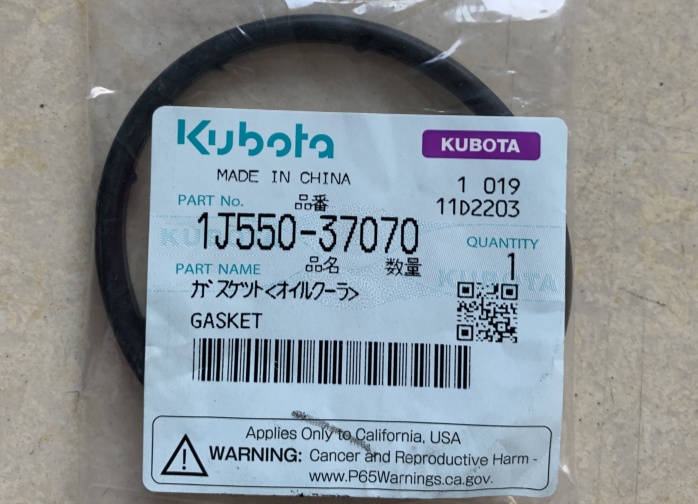 Kubota
KUBOTA
MADE IN CHINA
1 019
PART No.
品番
11D2203
1J550-37070
QUANTITY
PART NAME
品名
数量
1
ガスケツト<オイルクーラ>
GASKET
Applies Only to California, USA
WARNING: Cancer and Reproductive Harm -
www.P65Warnings.ca.gov.